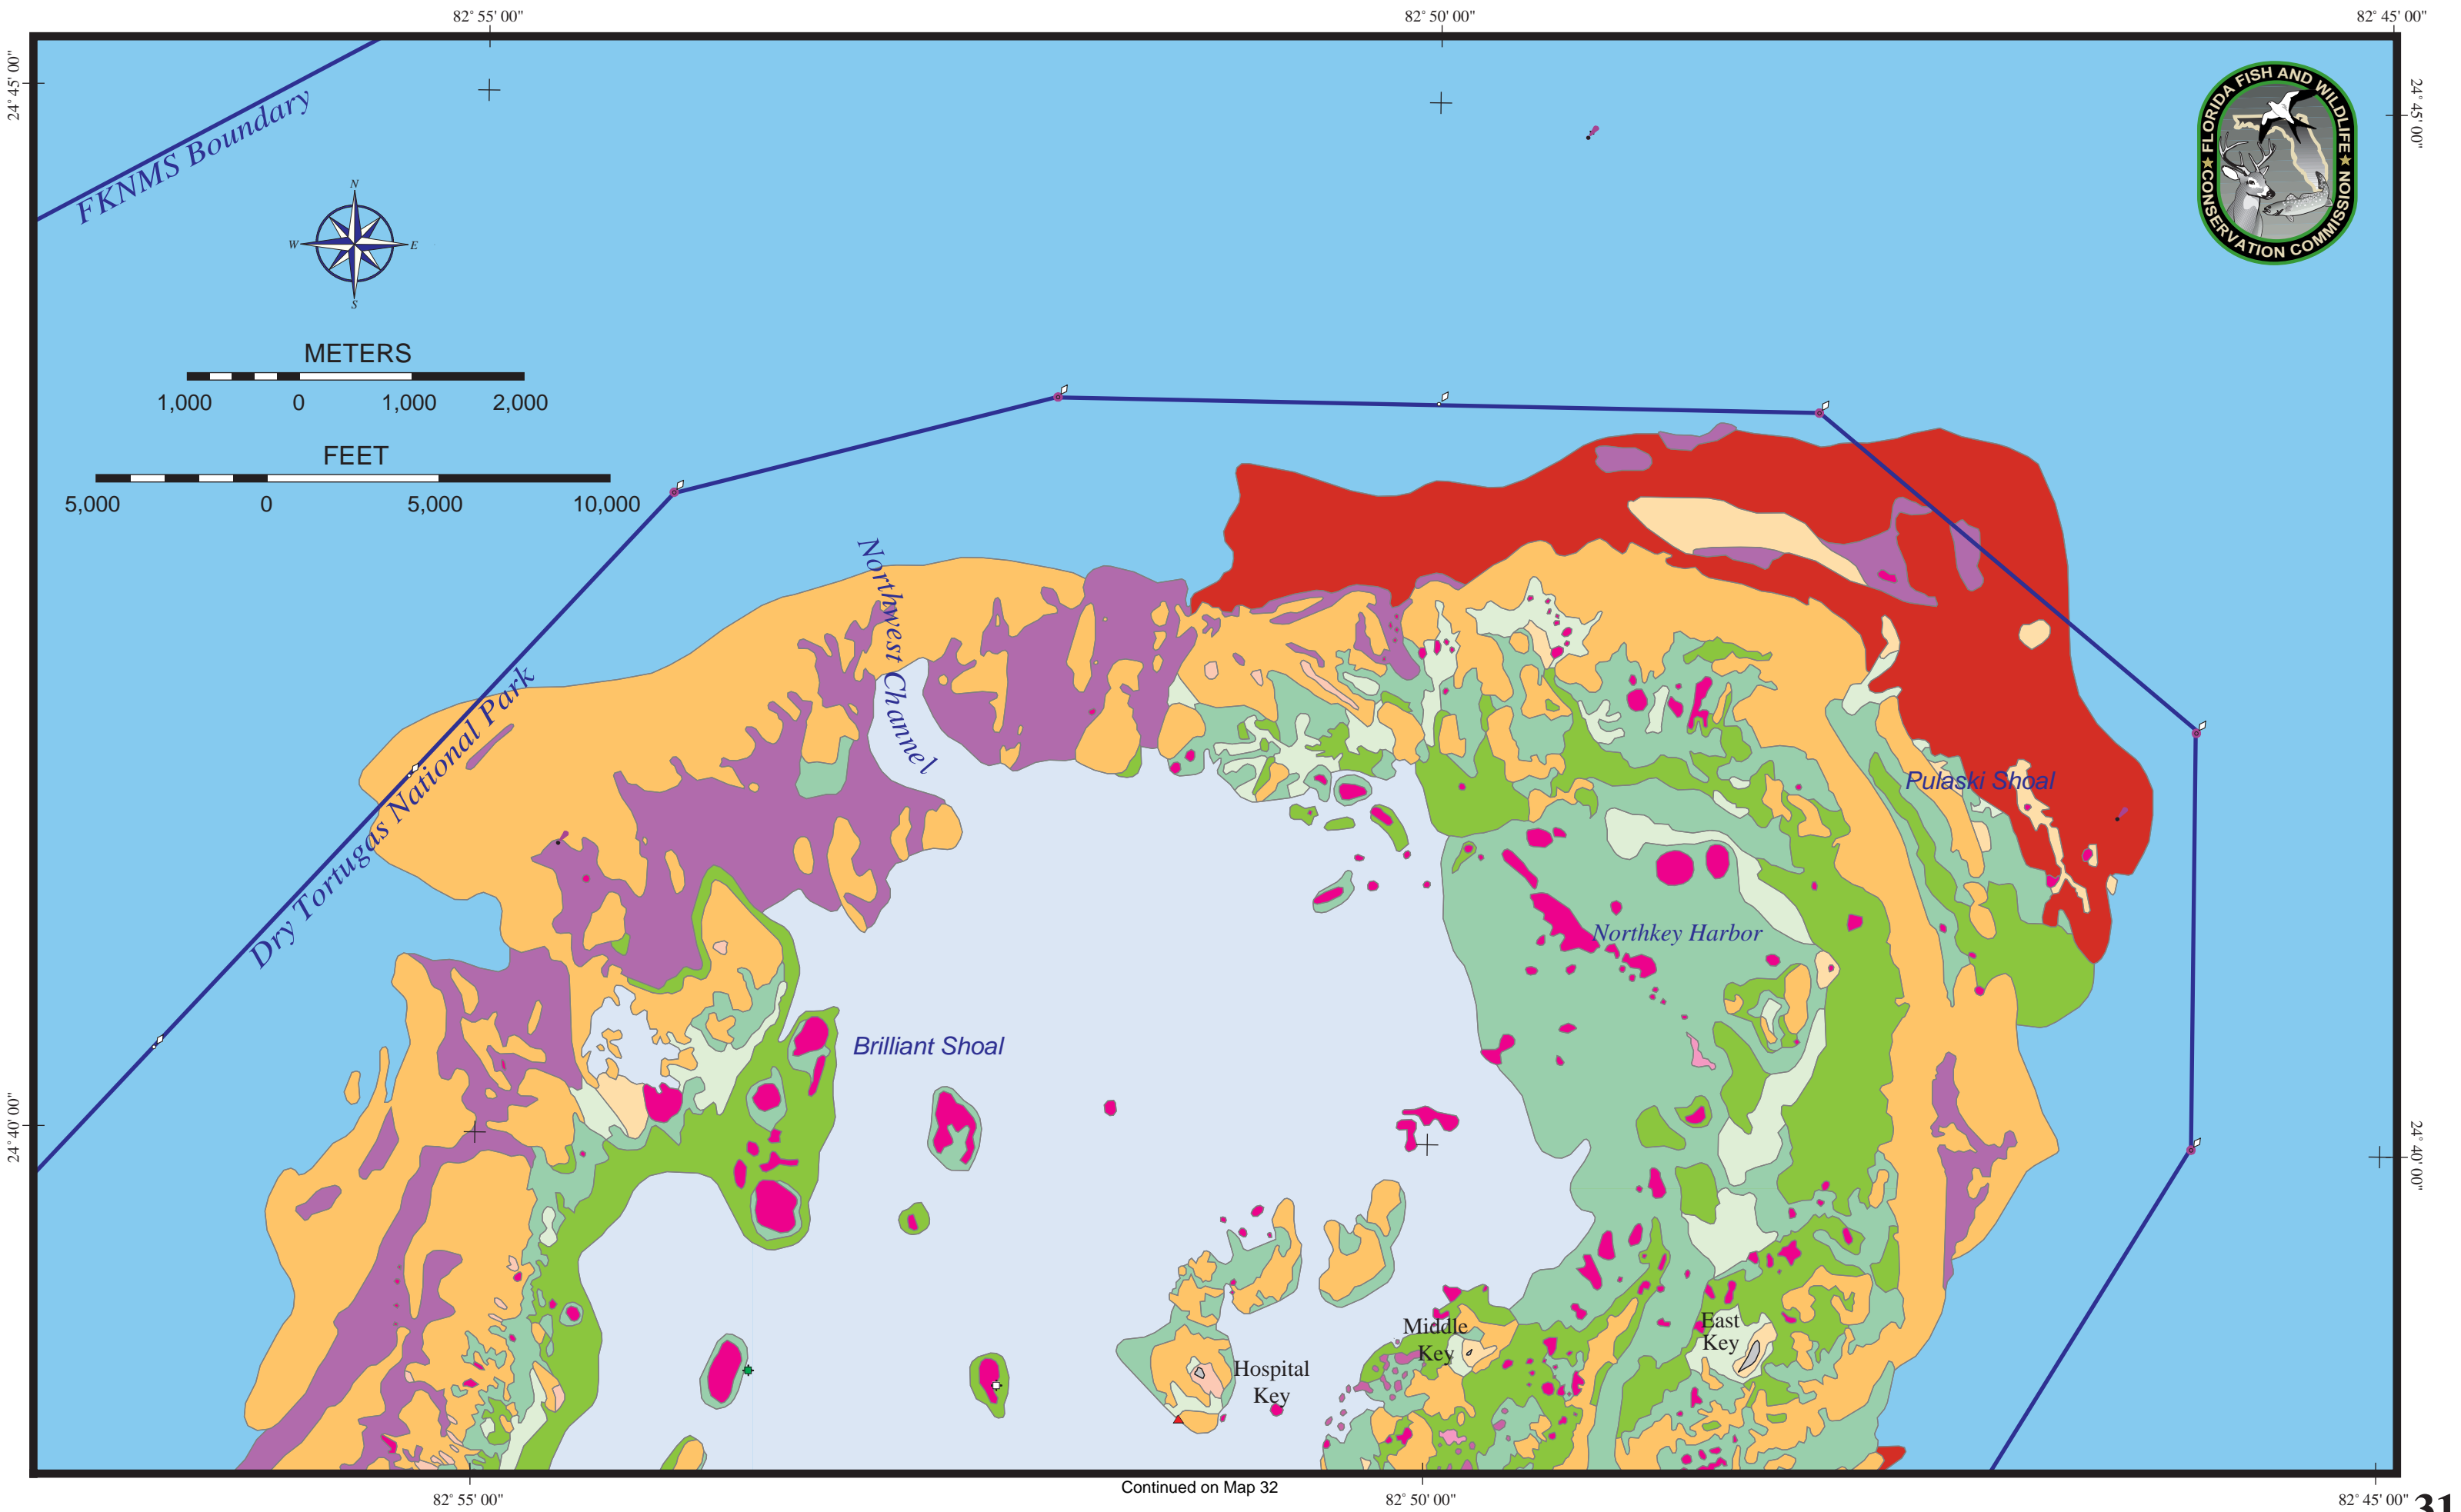 82° 55' 00"
82° 50' 00"
82° 45' 00"
24° 45' 00"
24° 45' 00"
FKNMS Boundary
FLORIDA FISH AND WILDLIFE
CONSERVATION COMMISSION
N
W
E
S
METERS
1,000 0 1,000 2,000
FEET
5,000 0 5,000 10,000
Northwest Channel
Dry Tortugas National Park
Pulaski Shoal
Northkey Harbor
Brilliant Shoal
24° 40' 00"
24° 40' 00"
Middle
Key
East
Key
Hospital
Key
Continued on Map 32
82° 55' 00"
82° 50' 00"
82° 45' 00"
31